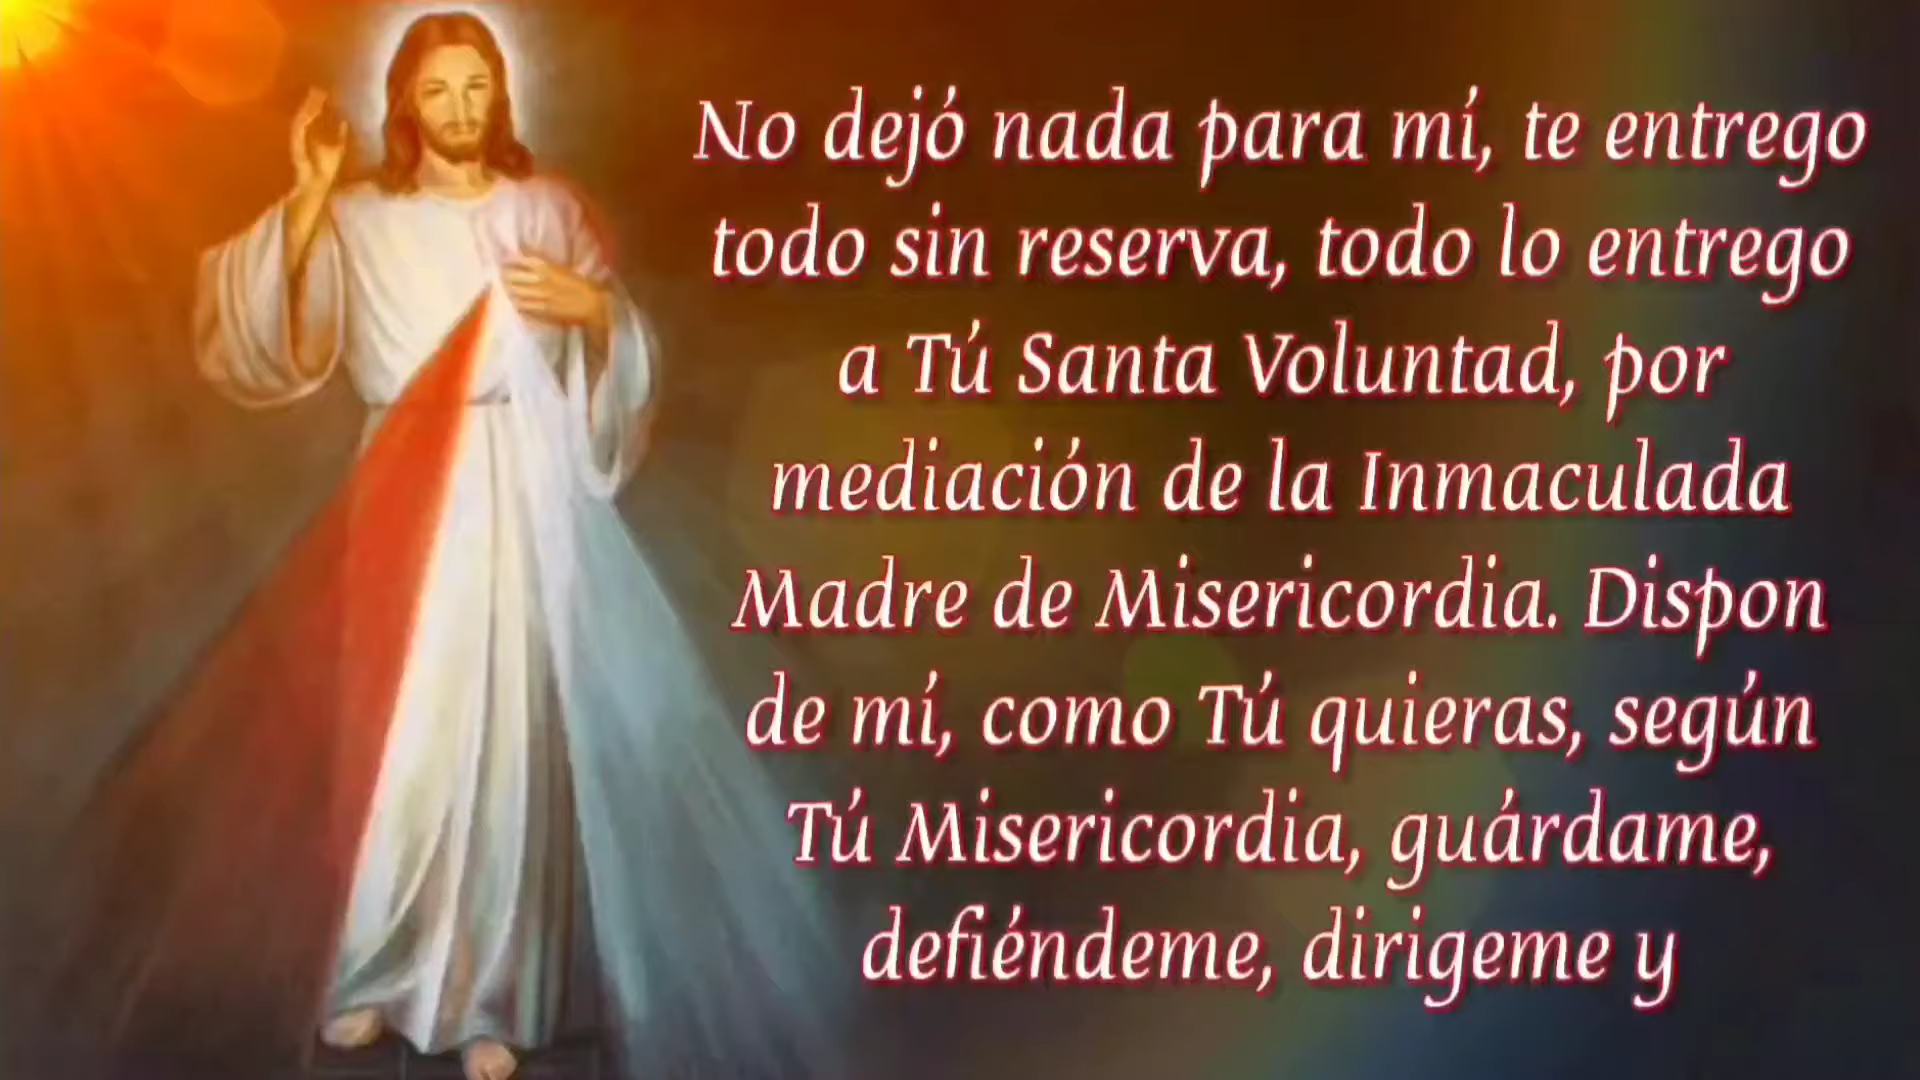 No dejó nada para mí, te entrego
todo sin reserva, todo lo entrego
a Tú Santa Voluntad, por
mediación de la Inmaculada
Madre de Misericordia. Dispon
de mí, como Tú quieras, según
Tú Misericordia, guárdame,
defiéndeme, dirigeme y